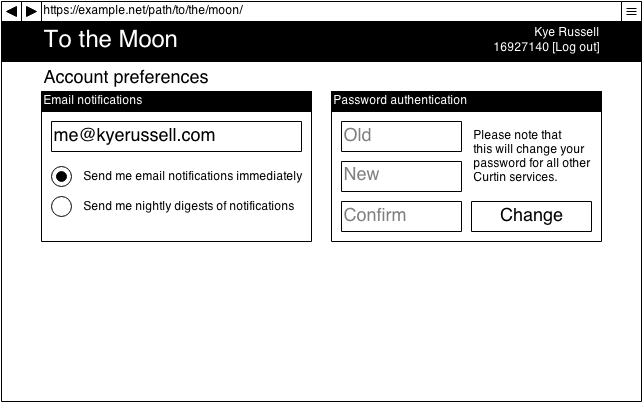 https://example.net/path/to/the/moon/
To the Moon
Kye Russell
16927140 [Log out]
Account preferences
Email notifications
me@kyerussell.com
Send me email notifications immediately
Send me nightly digests of notifications
Password authentication
Old
New
Confirm
Please note that
this will change your
password for all other
Curtin services.
Change